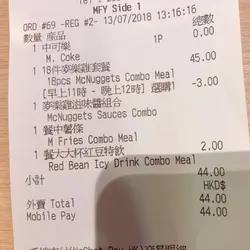 MFY Side 1
ORD #69 -REG #2- 13/07/2018 13:16:16
數量 產品 總數
1 中可樂 1P 0.00
M. Coke
1 18件麥樂雞套餐 45.00
18pcs McNuggets Combo Meal
[早上11時 - 晚上12時] 選購1 -3.00
1 麥樂雞滋味醬組合
McNuggets Sauces Combo
1 餐中薯條
M Fries Combo Meal
1 餐大大杯紅豆特飲 2.00
Red Bean Icy Drink Combo Meal
小計 44.00
HKD$
外賣 Total 44.00
Mobile Pay 44.00